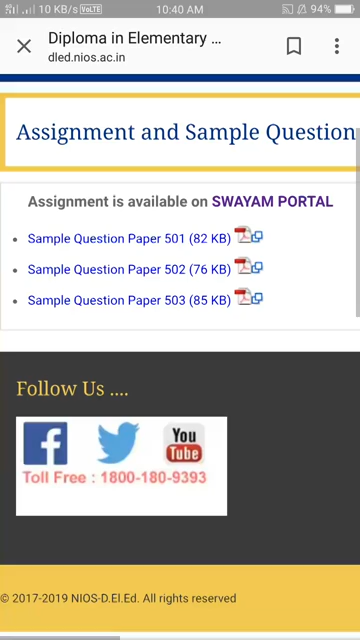 10 KB/s VoLTE 10:40 AM 94%
Diploma in Elementary ...
dled.nios.ac.in
Assignment and Sample Question
Assignment is available on SWAYAM PORTAL
Sample Question Paper 501 (82 KB)
Sample Question Paper 502 (76 KB)
Sample Question Paper 503 (85 KB)
Follow Us ....
You
Tube
Toll Free : 1800-180-9393
© 2017-2019 NIOS-D.El.Ed. All rights reserved